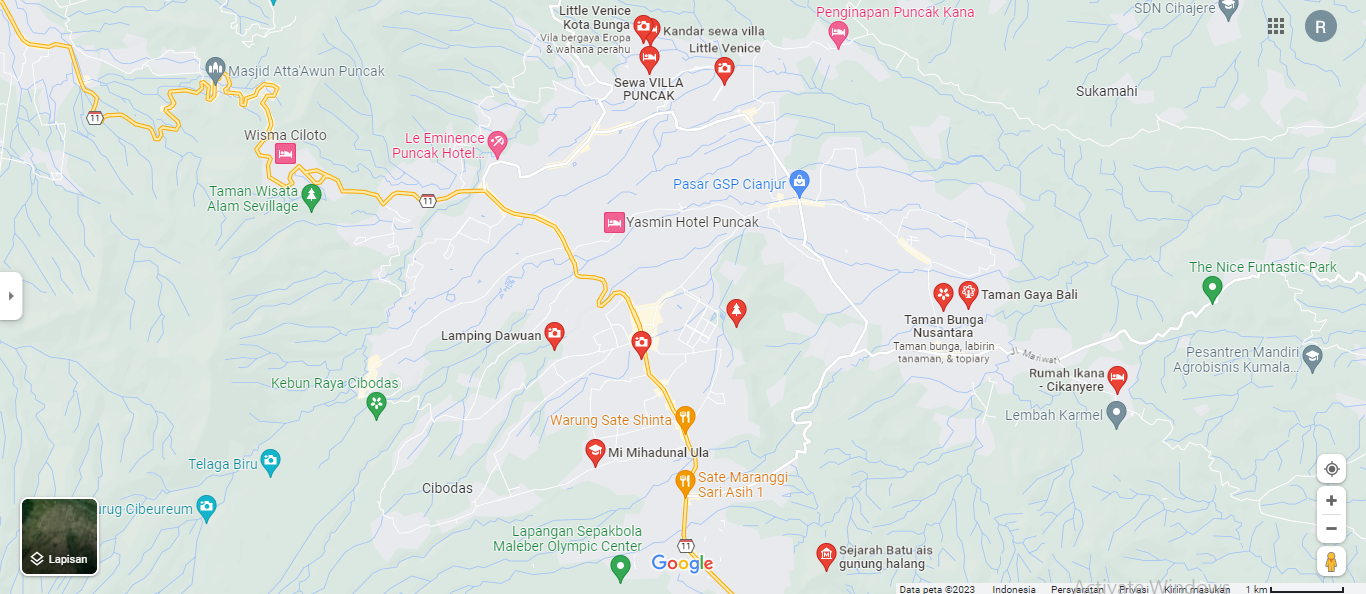 Little Venice
Kota Bunga
Vila bergaya Eropa
& wahana perahu
Kandar sewa villa
Little Venice
Penginapan Puncak Kana
SDN Cihajere
R
Masjid Atta'Awun Puncak
Sewa VILLA
PUNCAK
Sukamahi
11
Wisma Ciloto
Le Eminence
Puncak Hotel...
Taman Wisata
Alam Sevillage
11
Pasar GSP Cianjur
Yasmin Hotel Puncak
The Nice Funtastic Park
Taman Gaya Bali
Taman Bunga
Nusantara
Taman bunga, labirin
tanaman, & topiary
Lamping Dawuan
Jl. Mariwati
Pesantren Mandiri
Agrobisnis Kumala...
Rumah Ikana
- Cikanyere
Kebun Raya Cibodas
Lembah Karmel
Warung Sate Shinta
Mi Mihadunal Ula
Telaga Biru
Sate Maranggi
Sari Asih 1
Cibodas
urug Cibeureum
Lapangan Sepakbola
Maleber Olympic Center
11
Lapisan
Google
Sejarah Batu ais
gunung halang
Activate Windows
Data peta ©2023
Indonesia
Persyaratan
Privasi
Kirim masukan
1 km